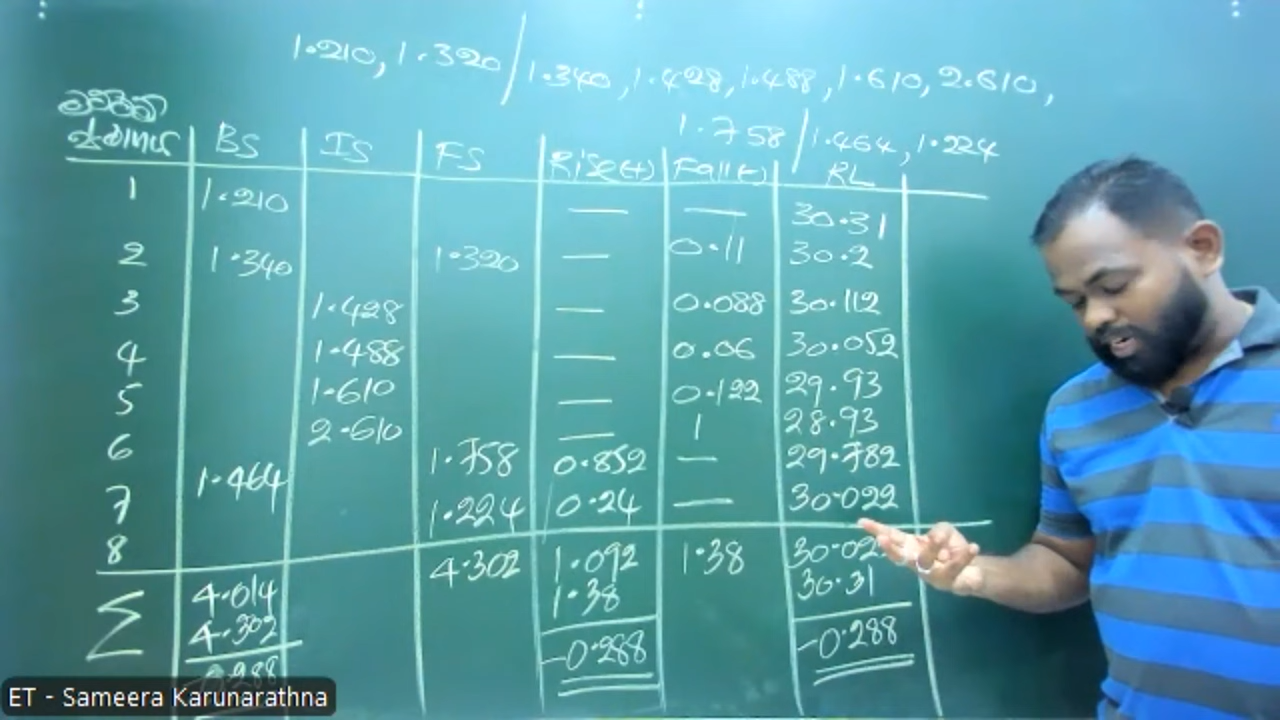 1.210, 1.320 / 1.340, 1.428, 1.488, 1.610, 2.610,
1.758 / 1.464, 1.224
BS IS FS Rise(+) Fall(-) RL
1 1.210 — — 30.31
2 1.340 1.320 — 0.11 30.2
3 1.428 — 0.088 30.112
4 1.488 — 0.06 30.052
5 1.610 — 0.122 29.93
6 2.610 — 1 28.93
7 1.464 1.758 0.852 — 29.782
8 1.224 0.24 — 30.022
Σ 4.014 4.302 1.092 1.38
4.302 1.38 30.31
-0.288 -0.288
ET - Sameera Karunarathna